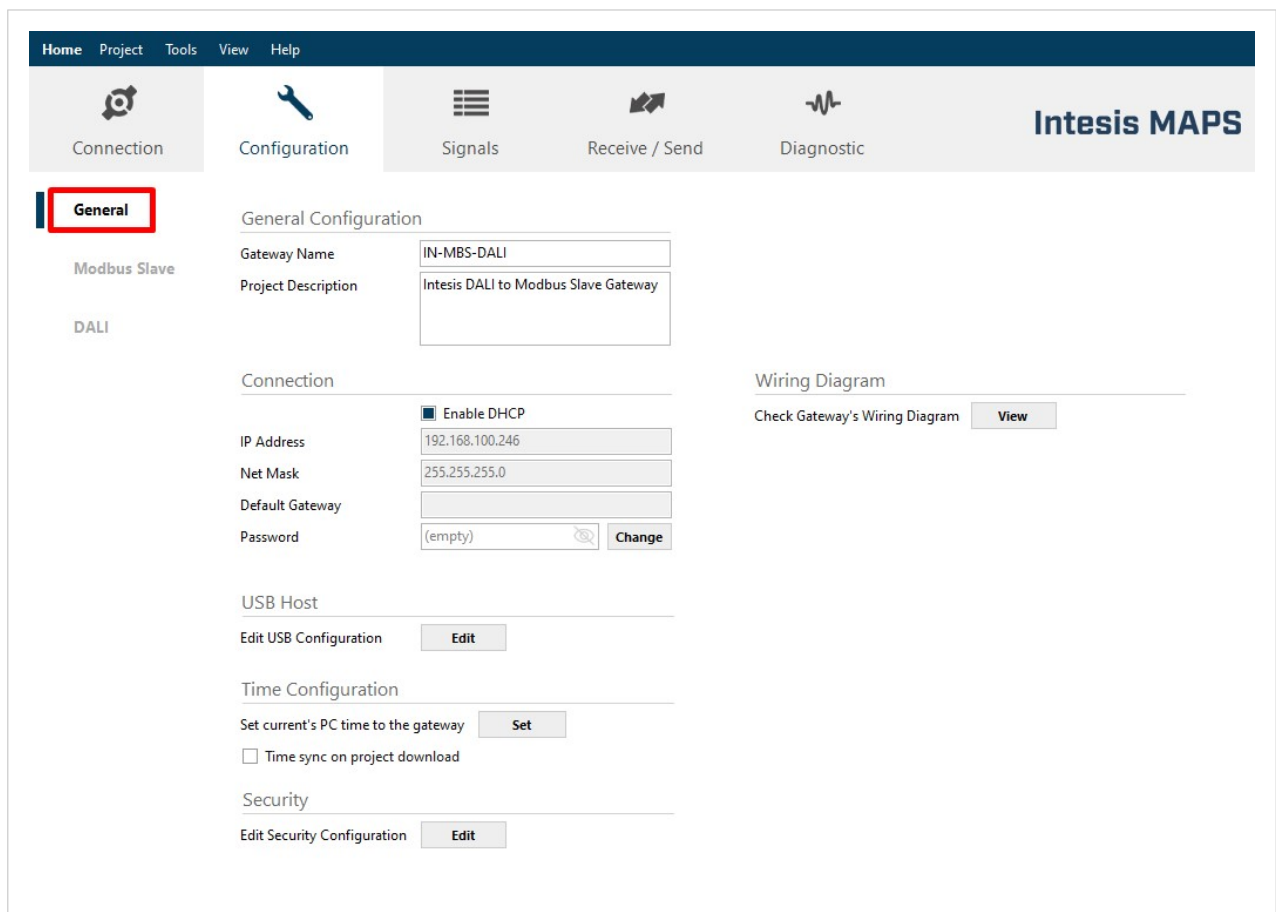 Home Project Tools View Help
Connection Configuration Signals Receive / Send Diagnostic Intesis MAPS
General
Modbus Slave
DALI
General Configuration
Gateway Name IN-MBS-DALI
Project Description Intesis DALI to Modbus Slave Gateway
Connection
Enable DHCP
IP Address 192.168.100.246
Net Mask 255.255.255.0
Default Gateway
Password (empty) Change
Wiring Diagram
Check Gateway's Wiring Diagram View
USB Host
Edit USB Configuration Edit
Time Configuration
Set current's PC time to the gateway Set
Time sync on project download
Security
Edit Security Configuration Edit